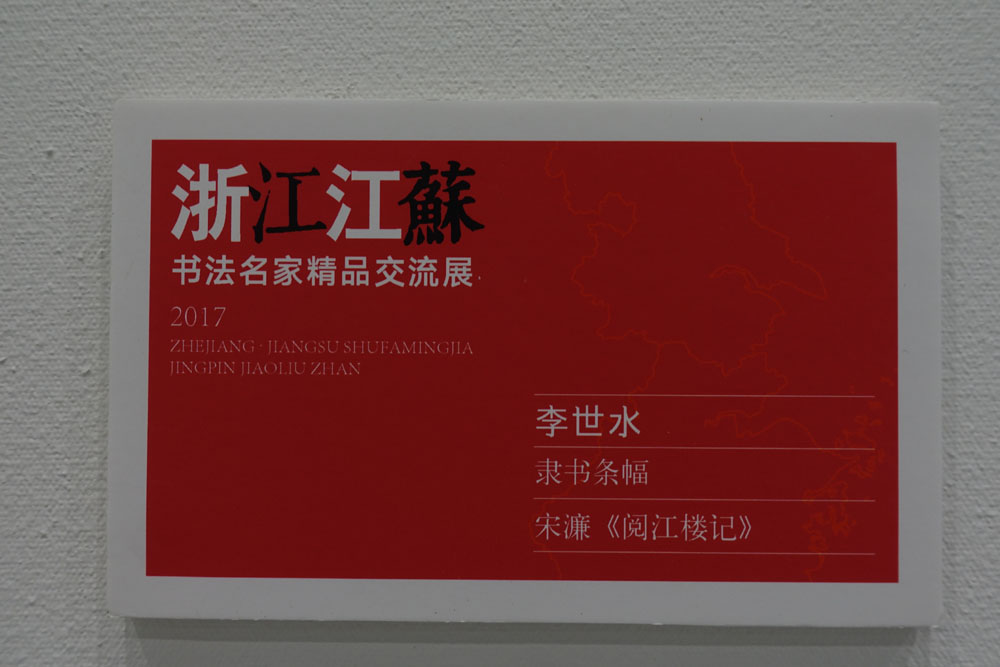 浙江江蘇
书法名家精品交流展
2017
ZHEJIANG · JIANGSU SHUFAMINGJIA
JINGPIN JIAOLIU ZHAN
李世水
隶书条幅
宋濂《阅江楼记》